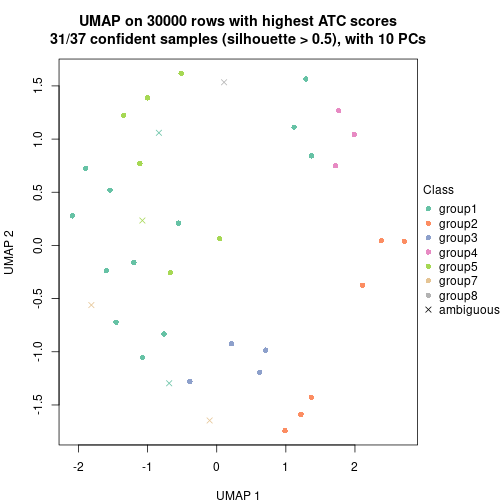 UMAP on 30000 rows with highest ATC scores
31/37 confident samples (silhouette > 0.5), with 10 PCs
UMAP 2
1.5
1.0
0.5
0.0
-0.5
-1.0
-1.5
-2
-1
0
1
2
UMAP 1
Class
group1
group2
group3
group4
group5
group7
group8
ambiguous